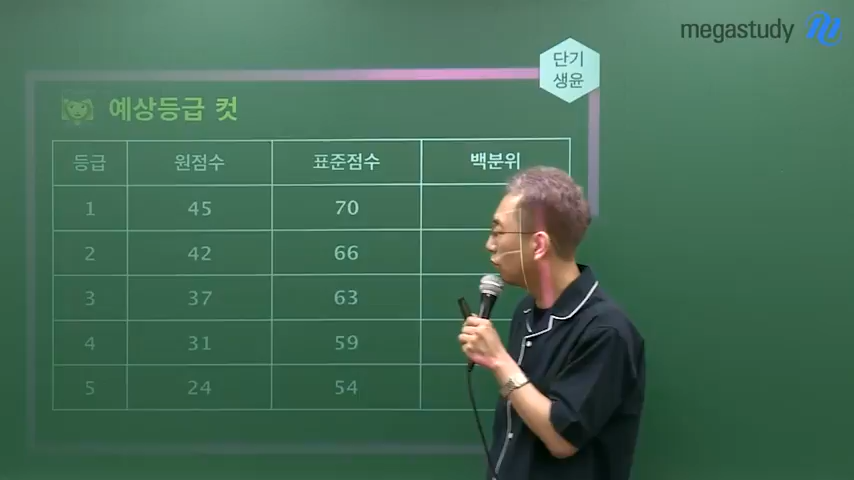 megastudy
단기
생윤
예상등급 컷
등급 원점수 표준점수 백분위
1 45 70
2 42 66
3 37 63
4 31 59
5 24 54